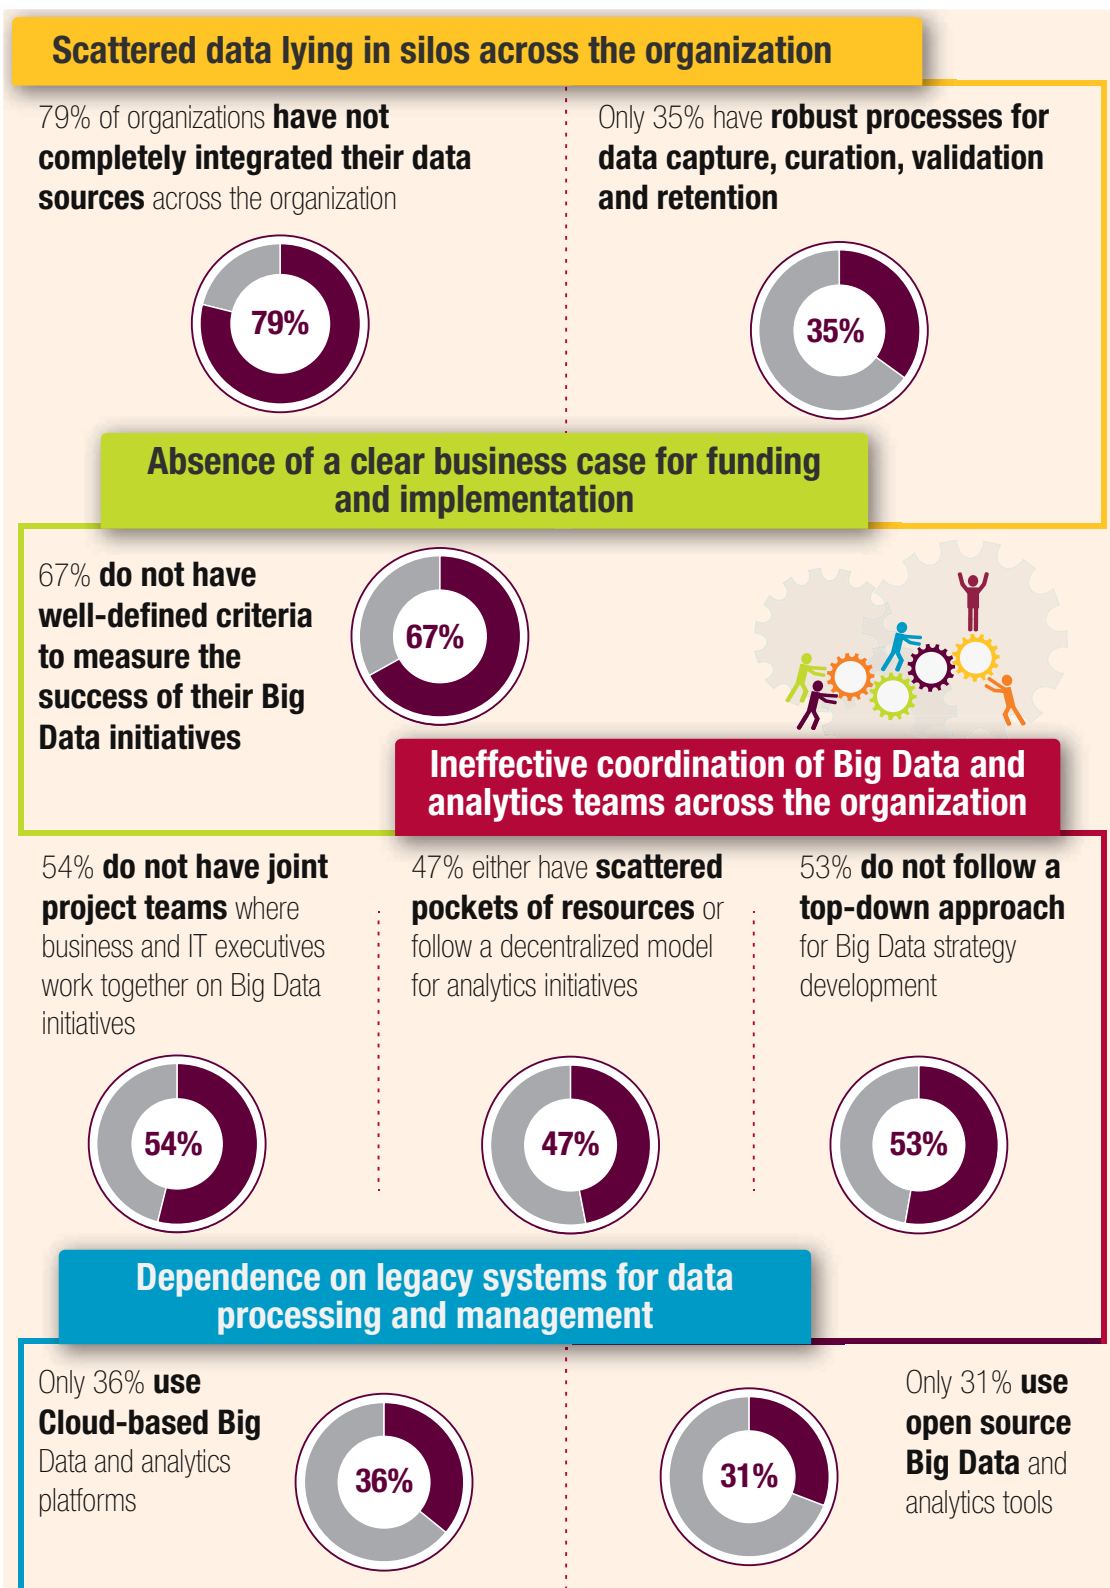 Scattered data lying in silos across the organization
79% of organizations have not
completely integrated their data
sources across the organization
79%
Only 35% have robust processes for
data capture, curation, validation
and retention
35%
Absence of a clear business case for funding
and implementation
67% do not have
well-defined criteria
to measure the
success of their Big
Data initiatives
67%
Ineffective coordination of Big Data and
analytics teams across the organization
54% do not have joint
project teams where
business and IT executives
work together on Big Data
initiatives
54%
47% either have scattered
pockets of resources or
follow a decentralized model
for analytics initiatives
47%
53% do not follow a
top-down approach
for Big Data strategy
development
53%
Dependence on legacy systems for data
processing and management
Only 36% use
Cloud-based Big
Data and analytics
platforms
36%
31%
Only 31% use
open source
Big Data and
analytics tools